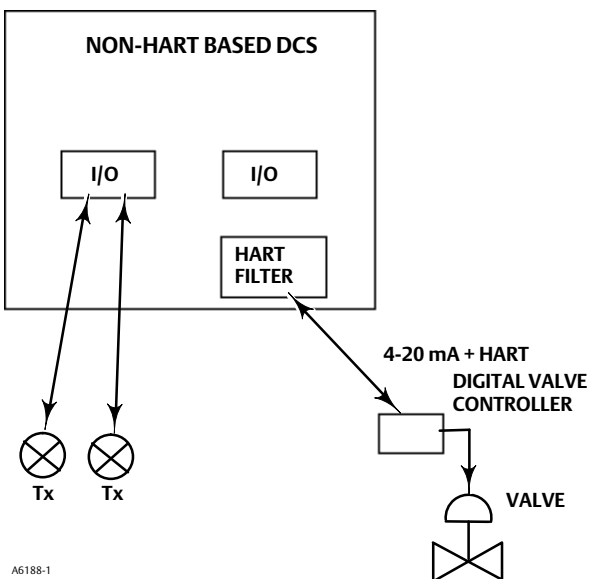 NON-HART BASED DCS
I/O
I/O
HART
FILTER
4-20 mA + HART
DIGITAL VALVE
CONTROLLER
Tx
Tx
VALVE
A6188-1